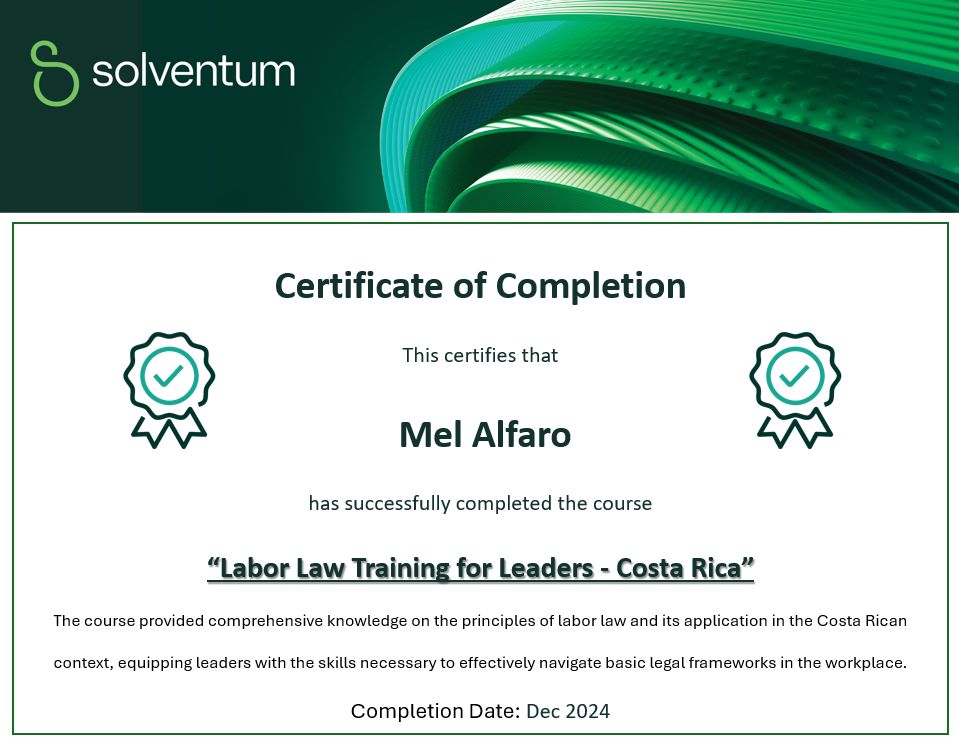 solventum
Certificate of Completion
This certifies that
Mel Alfaro
has successfully completed the course
“Labor Law Training for Leaders - Costa Rica”
The course provided comprehensive knowledge on the principles of labor law and its application in the Costa Rican
context, equipping leaders with the skills necessary to effectively navigate basic legal frameworks in the workplace.
Completion Date: Dec 2024